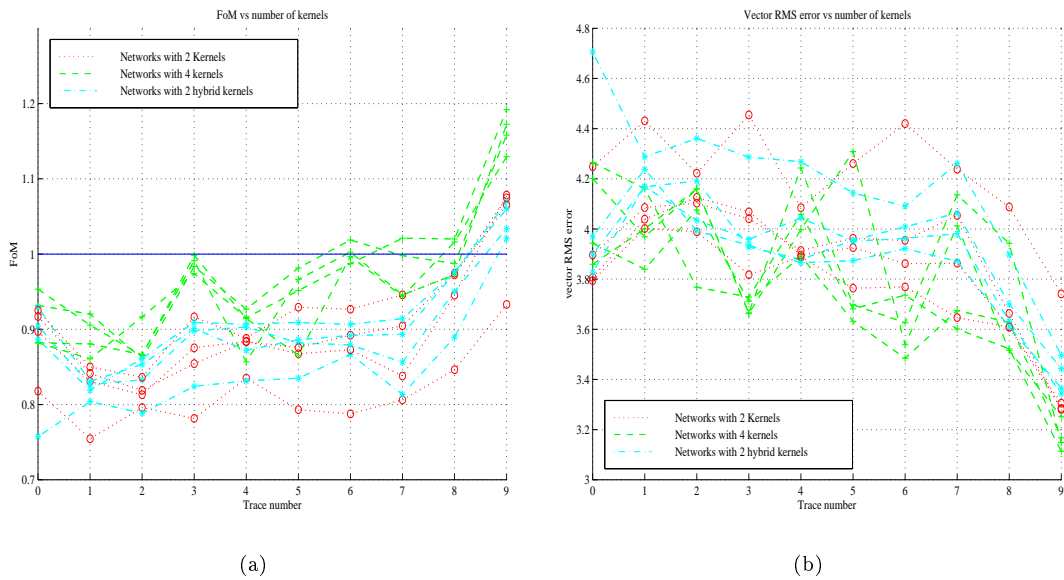 FoM vs number of kernels
Networks with 2 Kernels
Networks with 4 kernels
Networks with 2 hybrid kernels
1.2
1.1
1
0.9
0.8
0.7
FoM
0 1 2 3 4 5 6 7 8 9
Trace number
(a)
Vector RMS error vs number of kernels
4.8
4.6
4.4
4.2
4
3.8
3.6
3.4
3.2
3
vector RMS error
Networks with 2 Kernels
Networks with 4 kernels
Networks with 2 hybrid kernels
0 1 2 3 4 5 6 7 8 9
Trace number
(b)